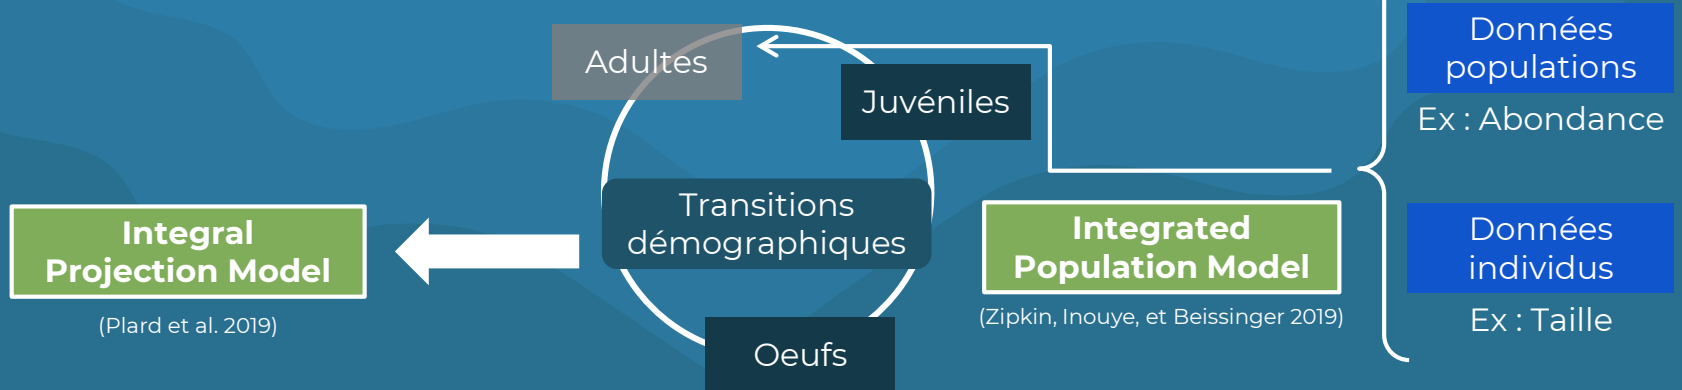 Adultes
Juvéniles
Transitions
démographiques
Oeufs
Integral
Projection Model
(Plard et al. 2019)
Integrated
Population Model
(Zipkin, Inouye, et Beissinger 2019)
Données
populations
Ex : Abondance
Données
individus
Ex : Taille